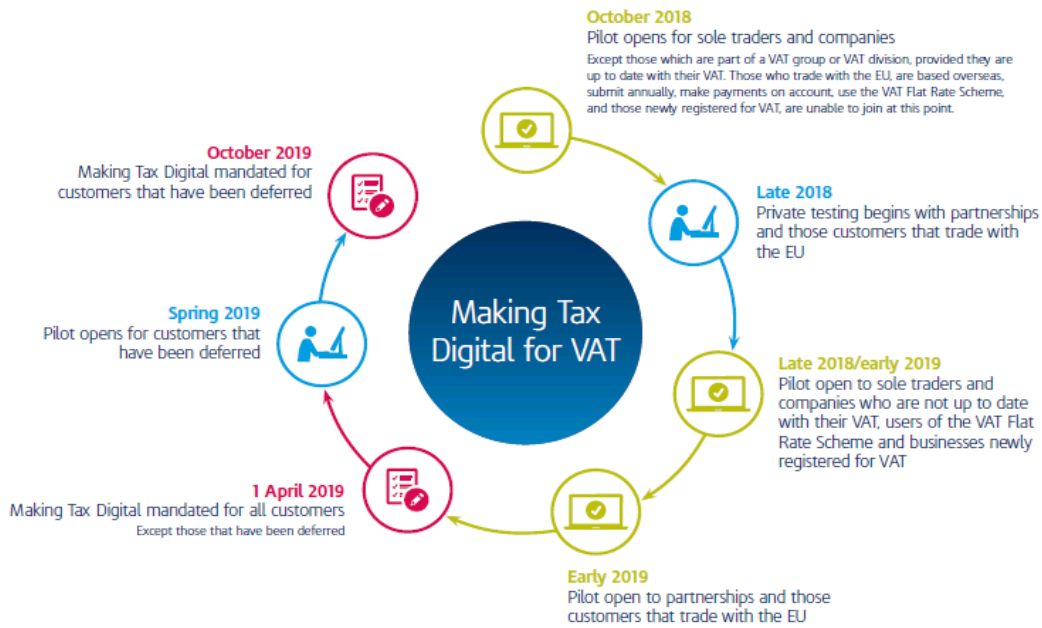 October 2018
Pilot opens for sole traders and companies
Except those which are part of a VAT group or VAT division, provided they are
up to date with their VAT. Those who trade with the EU, are based overseas,
submit annually, make payments on account, use the VAT Flat Rate Scheme,
and those newly registered for VAT, are unable to join at this point.
Late 2018
Private testing begins with partnerships
and those customers that trade with
the EU
Late 2018/early 2019
Pilot open to sole traders and
companies who are not up to date
with their VAT, users of the VAT Flat
Rate Scheme and businesses newly
registered for VAT
Early 2019
Pilot open to partnerships and those
customers that trade with the EU
1 April 2019
Making Tax Digital mandated for all customers
Except those that have been deferred
Spring 2019
Pilot opens for customers that
have been deferred
October 2019
Making Tax Digital mandated for
customers that have been deferred
Making Tax
Digital for VAT